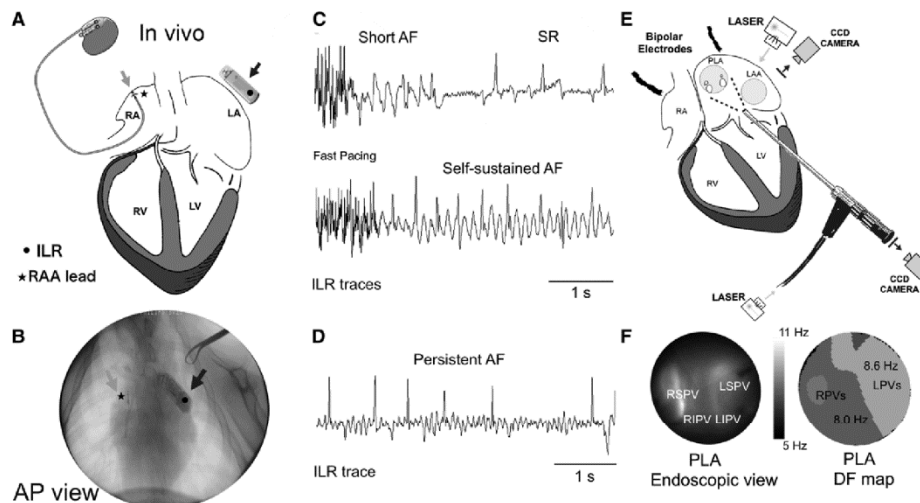 A
In vivo
RA
LA
RV
LV
• ILR
★RAA lead
B
AP view
C
Short AF
SR
Fast Pacing
Self-sustained AF
ILR traces
1 s
D
Persistent AF
ILR trace
1 s
E
LASER
CCD
CAMERA
Bipolar
Electrodes
PLA
LAA
RA
LV
RV
CCD
CAMERA
LASER
F
11 Hz
5 Hz
RSPV
LSPV
RIPV
LIPV
PLA
Endoscopic view
8.6 Hz
LPVs
RPVs
8.0 Hz
PLA
DF map